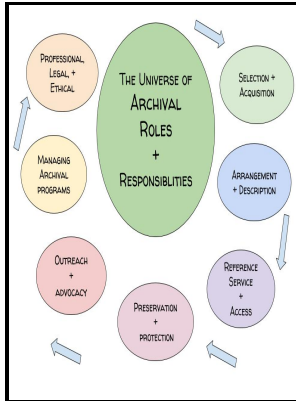 The Universe of
Archival
Roles
+
Responsiblities
Selection +
Acquisition
Arrangement
+ Description
Reference
Service
+
Access
Preservation
+
protection
Outreach
+
advocacy
Managing
Archival
programs
Professional,
Legal, +
Ethical